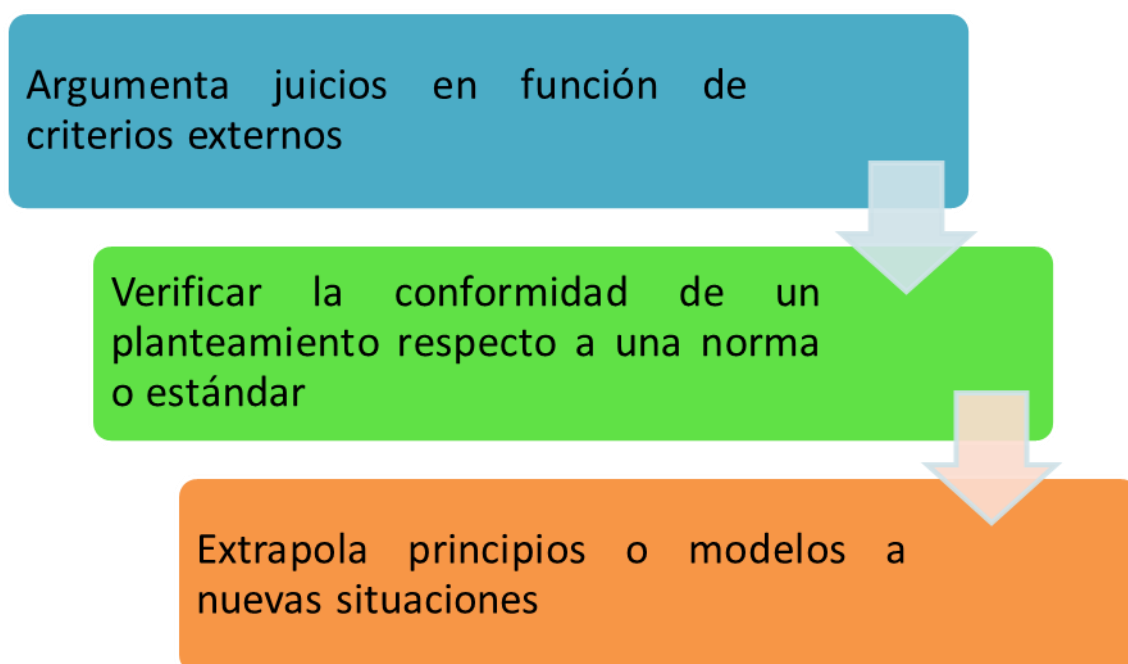 Argumenta juicios en función de
criterios externos
Verificar la conformidad de un
planteamiento respecto a una norma
o estándar
Extrapola principios o modelos a
nuevas situaciones